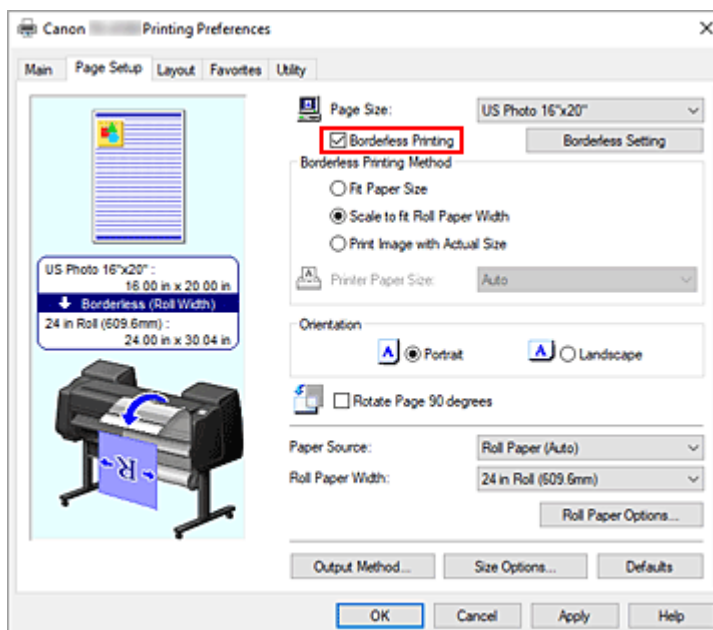 Canon Printing Preferences
Main Page Setup Layout Favorites Utility
Page Size: US Photo 16"x20"
Borderless Printing Borderless Setting
Borderless Printing Method
Fit Paper Size
Scale to fit Roll Paper Width
Print Image with Actual Size
Printer Paper Size: Auto
US Photo 16"x20" :
16.00 in x 20.00 in
Borderless (Roll Width)
24 in Roll (609.6mm) :
24.00 in x 30.04 in
Orientation
A Portrait A Landscape
Rotate Page 90 degrees
R
Paper Source: Roll Paper (Auto)
Roll Paper Width: 24 in Roll (609.6mm)
Roll Paper Options...
Output Method... Size Options... Defaults
OK Cancel Apply Help